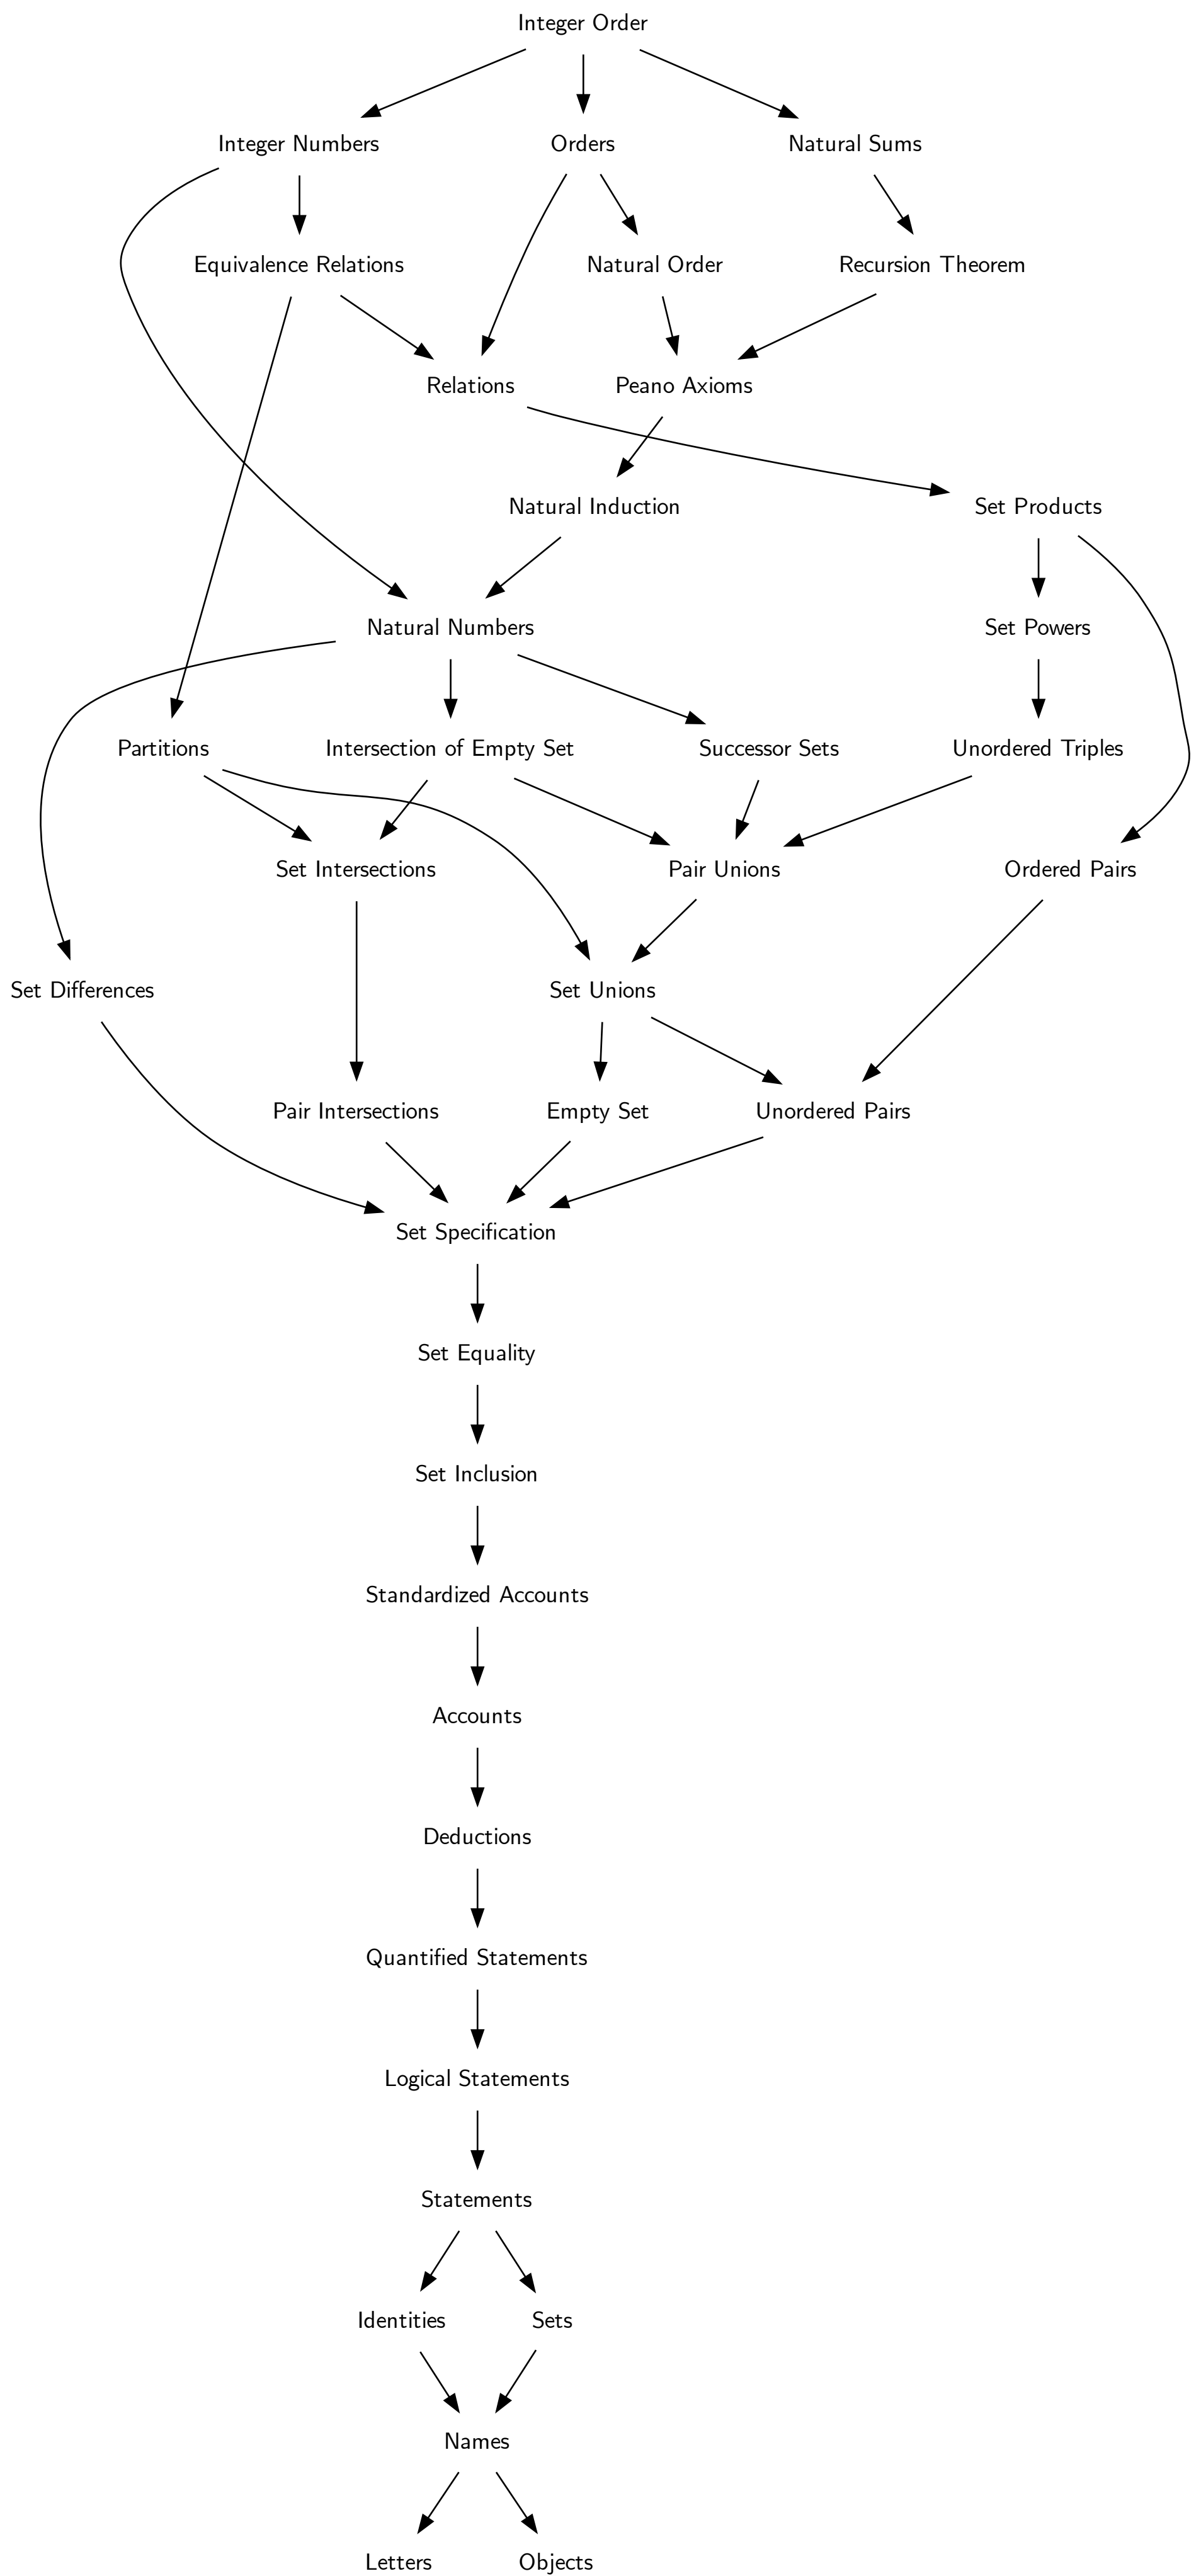 Integer Order
Integer Numbers
Orders
Natural Sums
Equivalence Relations
Natural Order
Recursion Theorem
Relations
Peano Axioms
Natural Induction
Set Products
Natural Numbers
Set Powers
Partitions
Intersection of Empty Set
Successor Sets
Unordered Triples
Set Intersections
Pair Unions
Ordered Pairs
Set Differences
Set Unions
Pair Intersections
Empty Set
Unordered Pairs
Set Specification
Set Equality
Set Inclusion
Standardized Accounts
Accounts
Deductions
Quantified Statements
Logical Statements
Statements
Identities
Sets
Names
Letters
Objects